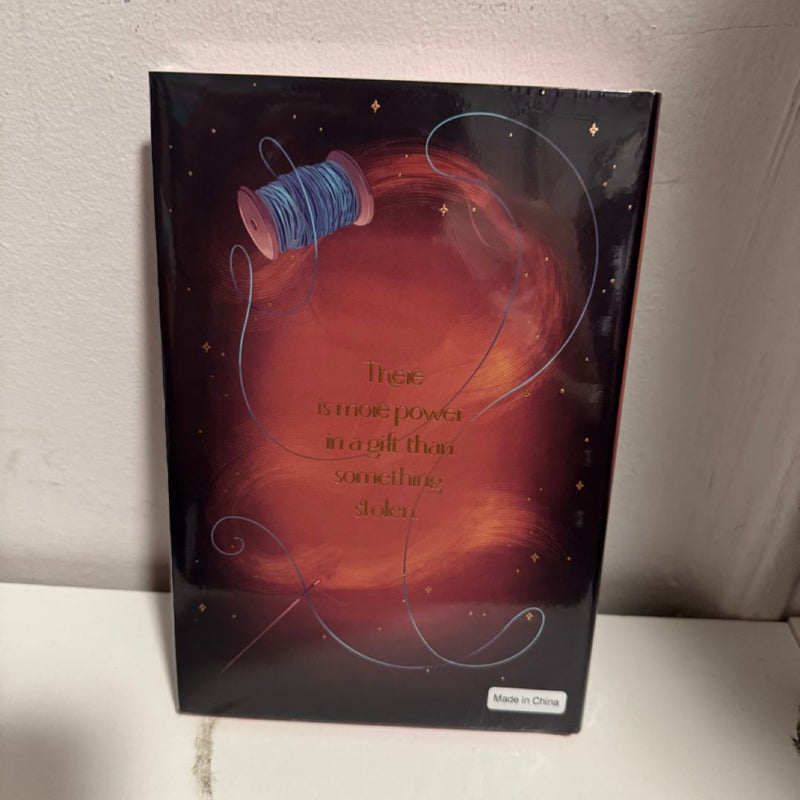 There
is more power
in a gift than
something
stolen.
Made in China